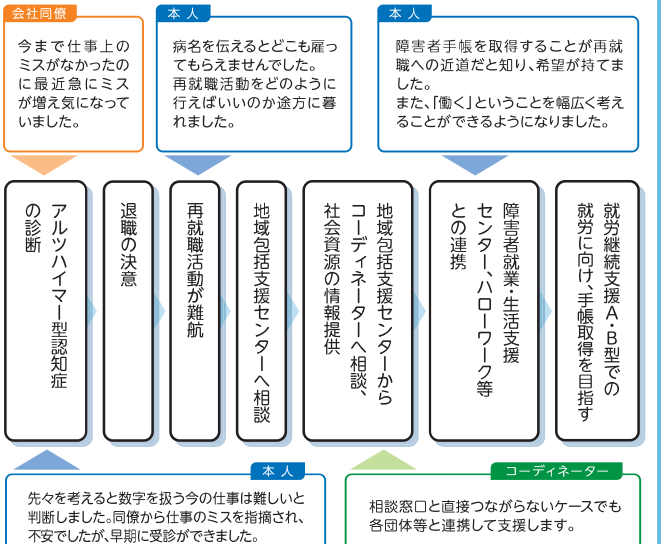 会社同僚
今まで仕事上の
ミスがなかったの
に最近急にミス
が増え気になって
いました。
本 人
病名を伝えるとどこも雇っ
てもらえませんでした。
再就職活動をどのように
行えばいいのか途方に暮
れました。
本 人
障害者手帳を取得することが再就
職への近道だと知り、希望が持てま
した。
また、「働く」ということを幅広く考え
ることができるようになりました。
アルツハイマー型認知症
の診断
退職の決意
再就職活動が難航
地域包括支援センターへ相談
地域包括支援センターから
コーディネーターへ相談、
社会資源の情報提供
障害者就業・生活支援
センター、ハローワーク等
との連携
就労継続支援A・B型での
就労に向け、手帳取得を目指す
本 人
先々を考えると数字を扱う今の仕事は難しいと
判断しました。同僚から仕事のミスを指摘され、
不安でしたが、早期に受診ができました。
コーディネーター
相談窓口と直接つながらないケースでも
各団体等と連携して支援します。